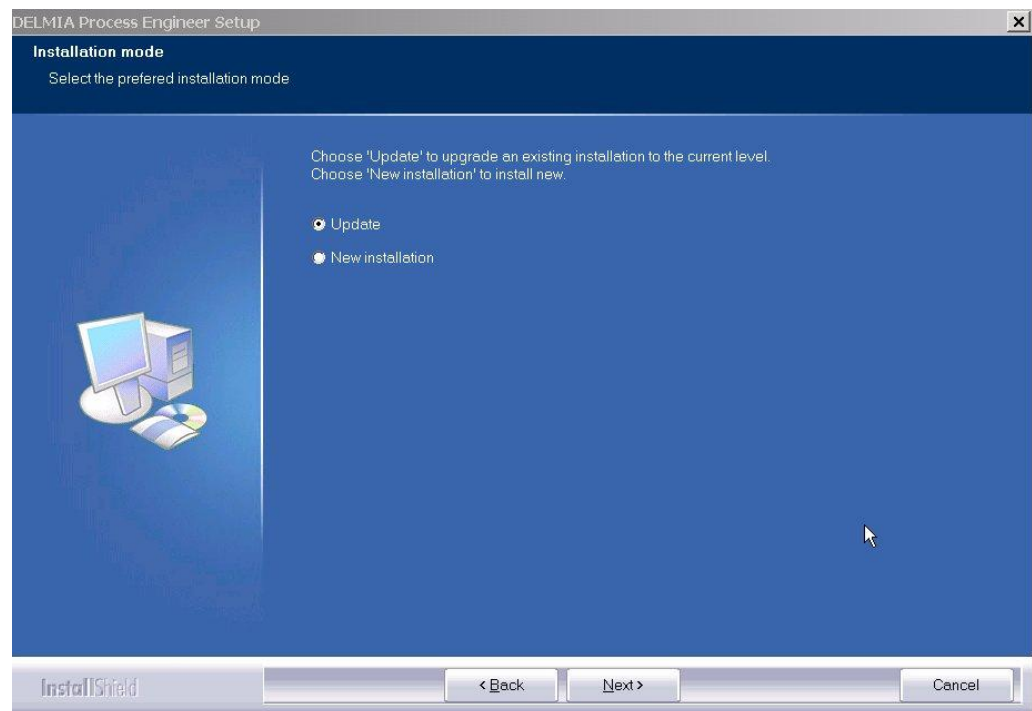 DELMIA Process Engineer Setup
Installation mode
Select the prefered installation mode
Choose 'Update' to upgrade an existing installation to the current level.
Choose 'New installation' to install new.
Update
New installation
InstallShield
< Back
Next >
Cancel